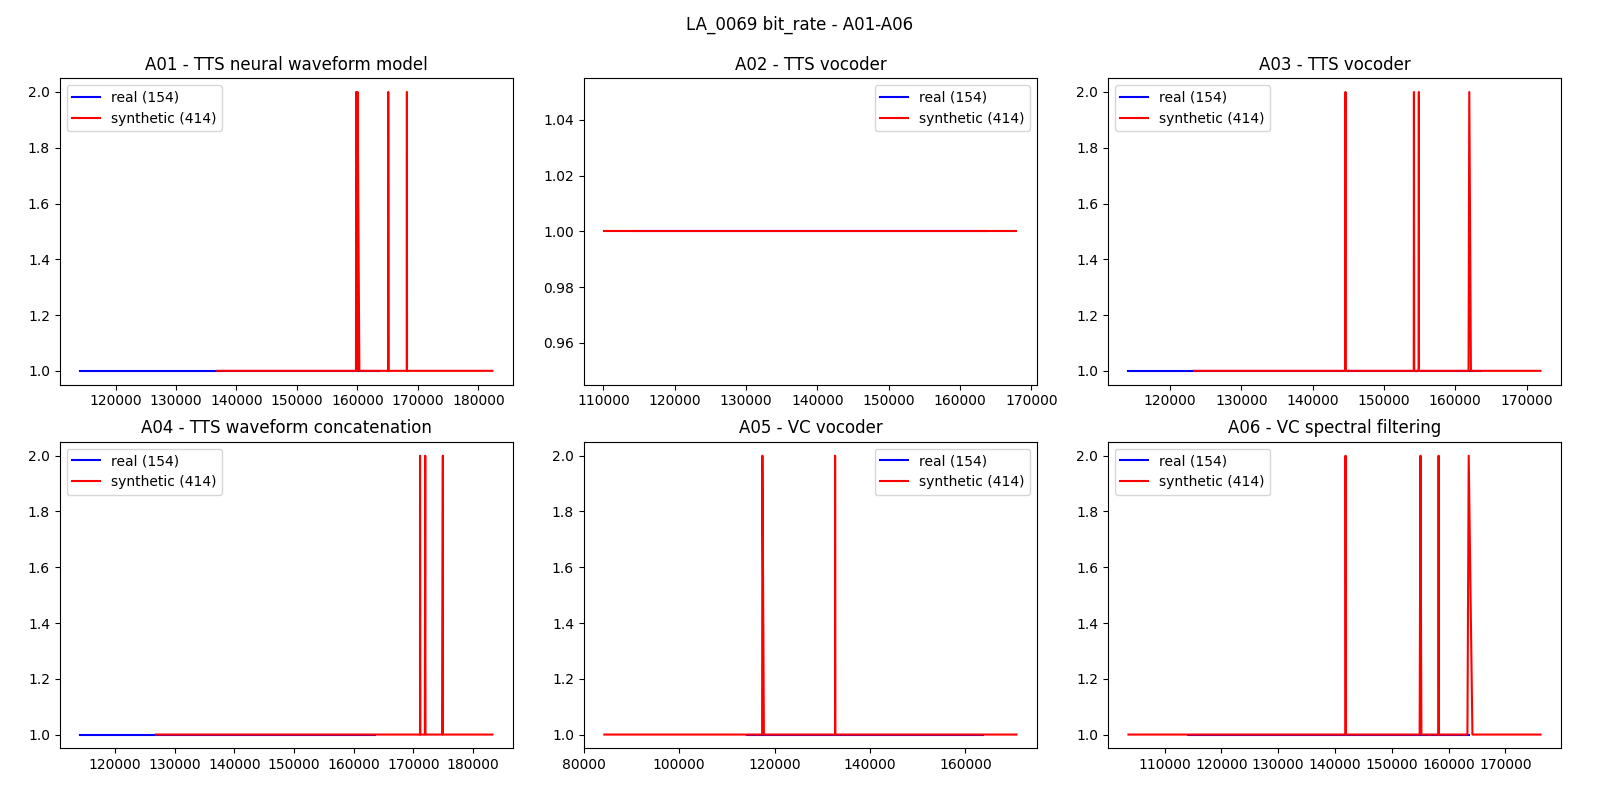 LA_0069 bit_rate - A01-A06
A01 - TTS neural waveform model
real (154)
synthetic (414)
2.0
1.8
1.6
1.4
1.2
1.0
120000 130000 140000 150000 160000 170000 180000
A02 - TTS vocoder
real (154)
synthetic (414)
1.04
1.02
1.00
0.98
0.96
110000 120000 130000 140000 150000 160000 170000
A03 - TTS vocoder
real (154)
synthetic (414)
2.0
1.8
1.6
1.4
1.2
1.0
120000 130000 140000 150000 160000 170000
A04 - TTS waveform concatenation
real (154)
synthetic (414)
2.0
1.8
1.6
1.4
1.2
1.0
120000 130000 140000 150000 160000 170000 180000
A05 - VC vocoder
real (154)
synthetic (414)
2.0
1.8
1.6
1.4
1.2
1.0
80000 100000 120000 140000 160000
A06 - VC spectral filtering
real (154)
synthetic (414)
2.0
1.8
1.6
1.4
1.2
1.0
110000 120000 130000 140000 150000 160000 170000